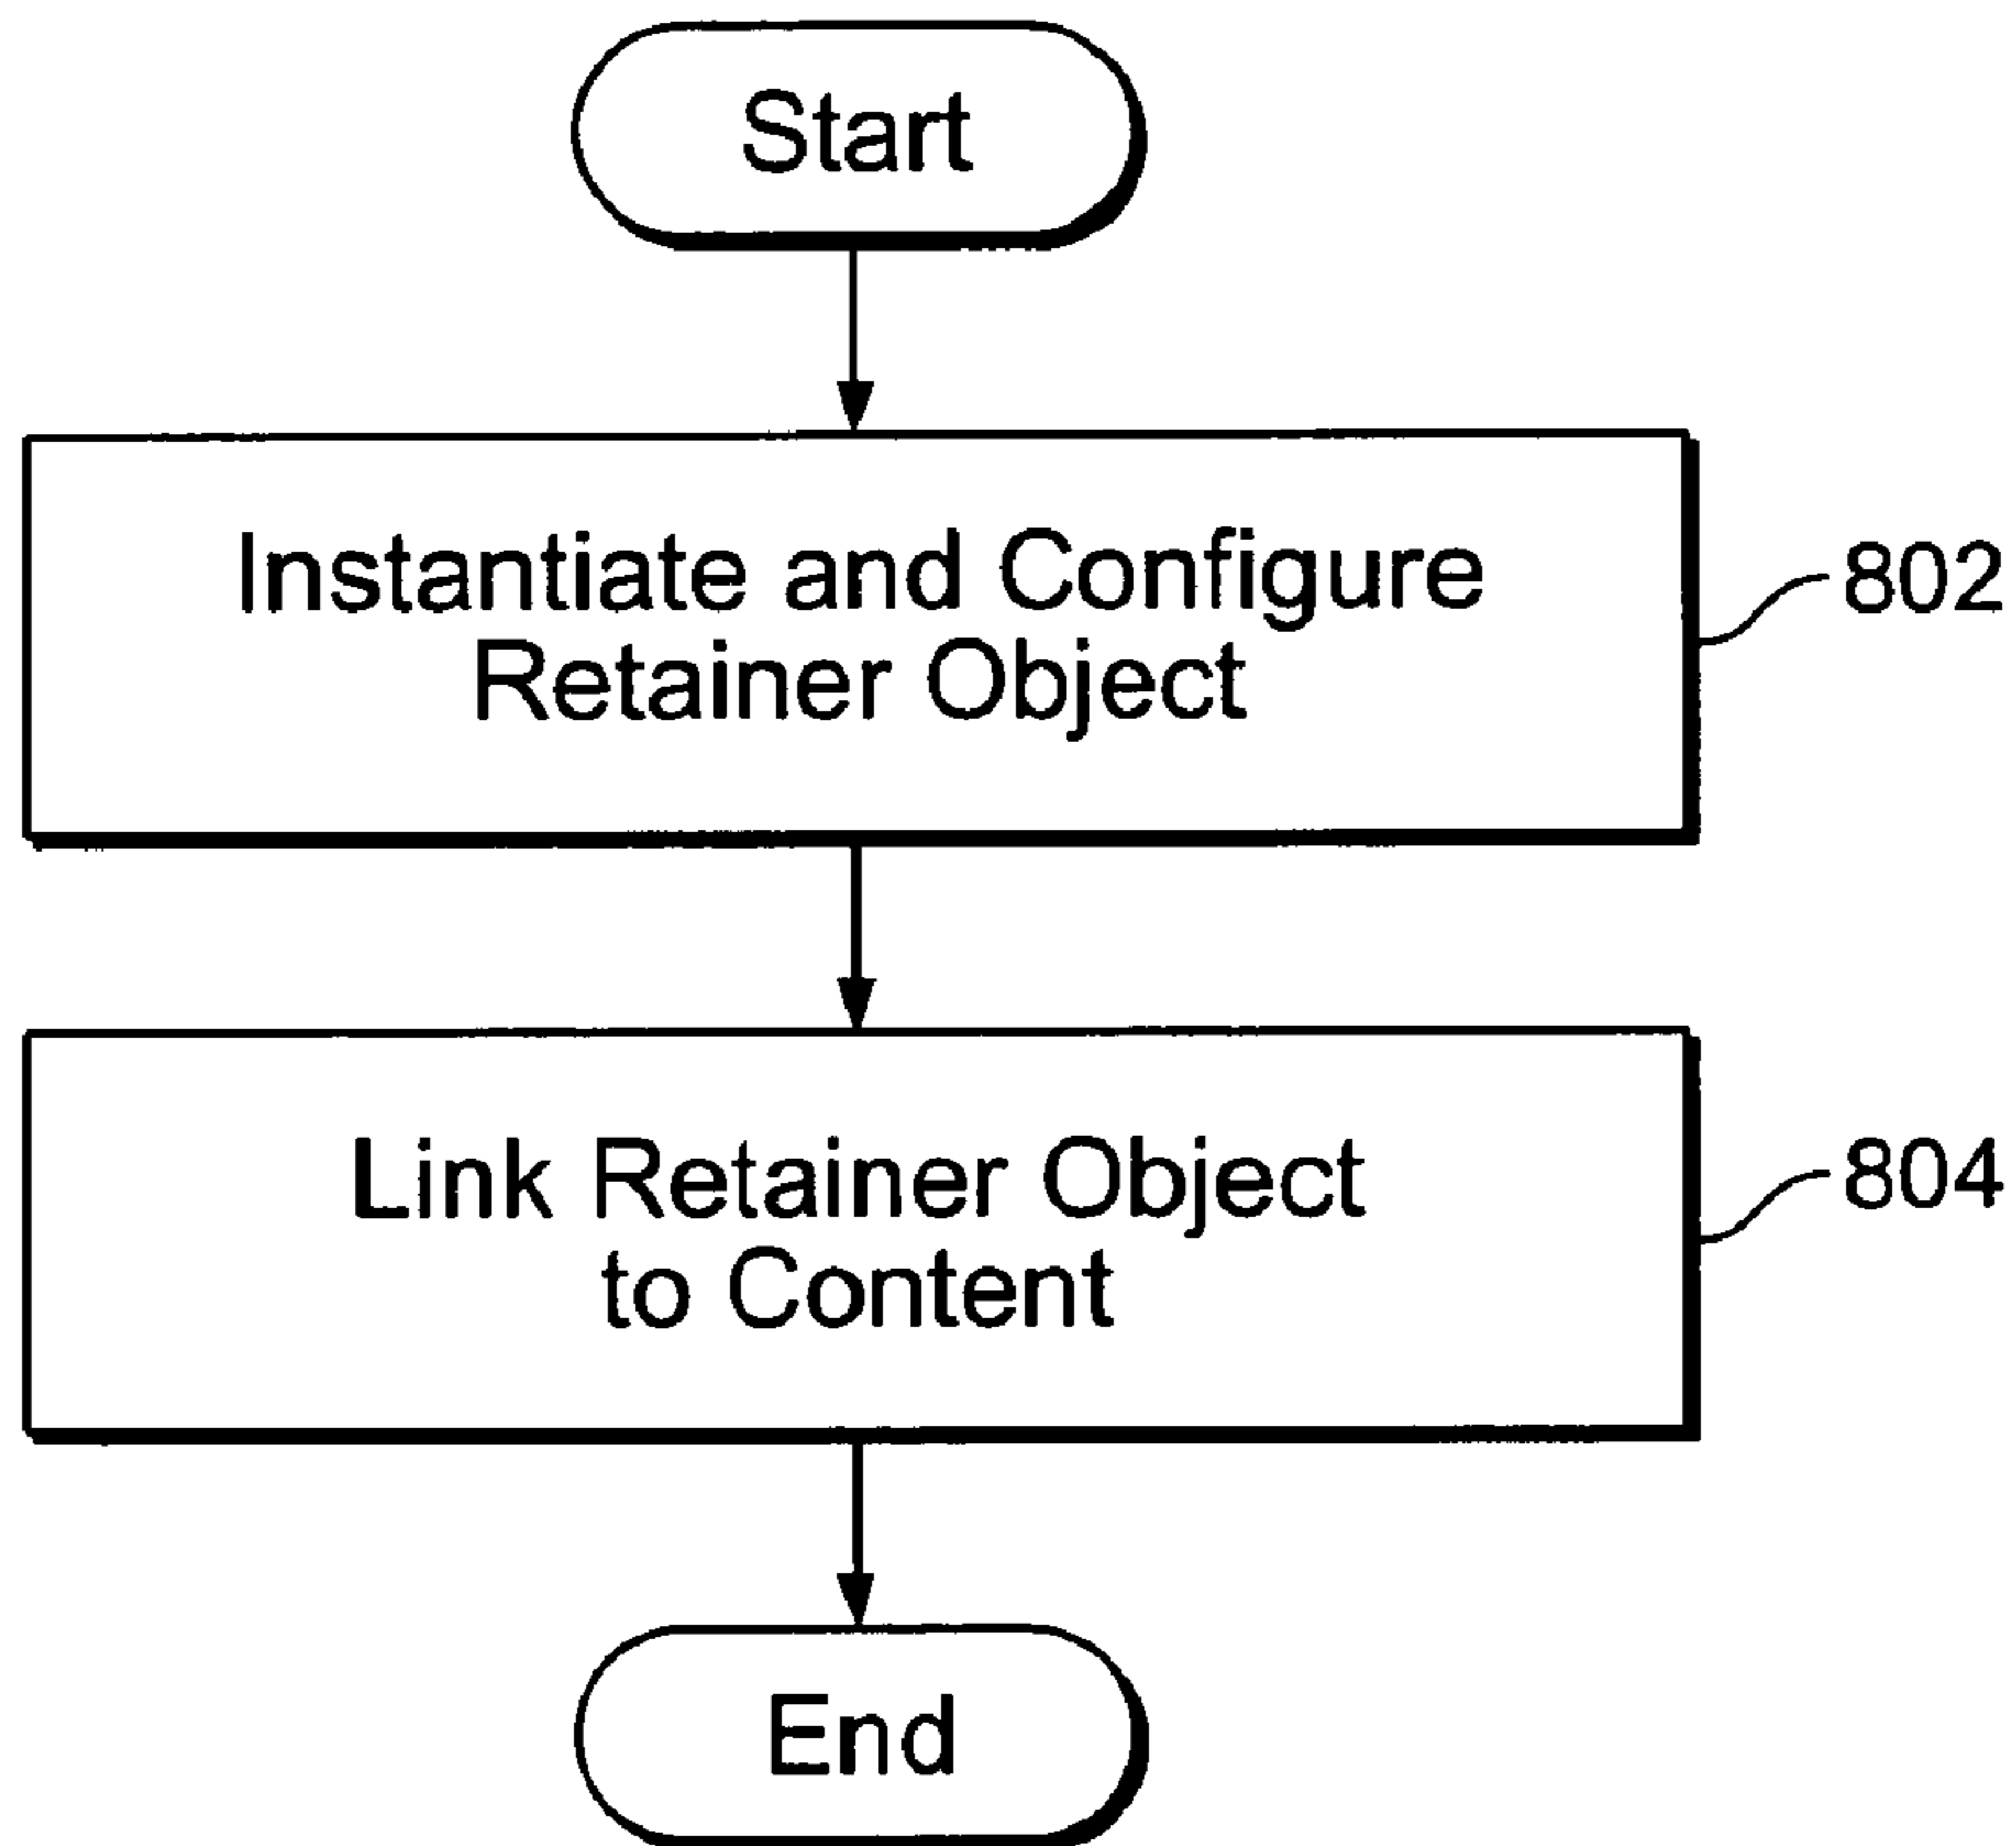 Start
Instantiate and Configure
Retainer Object
802
Link Retainer Object
to Content
804
End